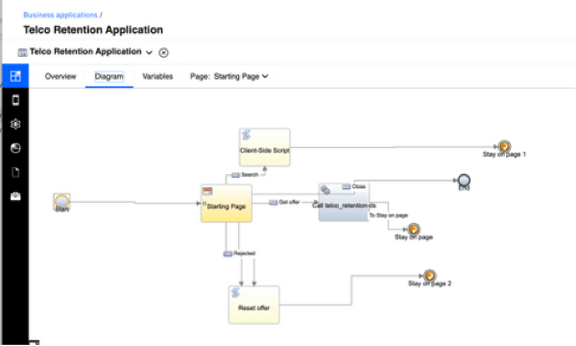 Business applications /
Telco Retention Application
Telco Retention Application
Overview Diagram Variables Page: Starting Page
Client-Side Script
Stay on page 1
Search
Close
End
Start
Starting Page
Get offer
Call telco_retention-ds
To Stay on page
Stay on page
Rejected
Stay on page 2
Reset offer